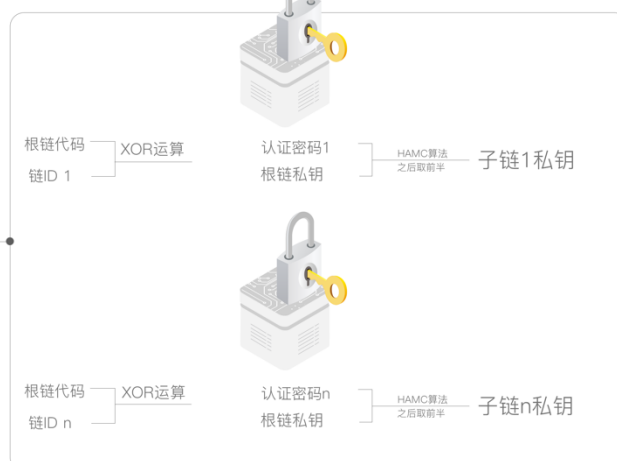 根链代码
链ID 1
XOR运算
认证密码1
根链私钥
HAMC算法
之后取前半
子链1私钥
根链代码
链ID n
XOR运算
认证密码n
根链私钥
HAMC算法
之后取前半
子链n私钥